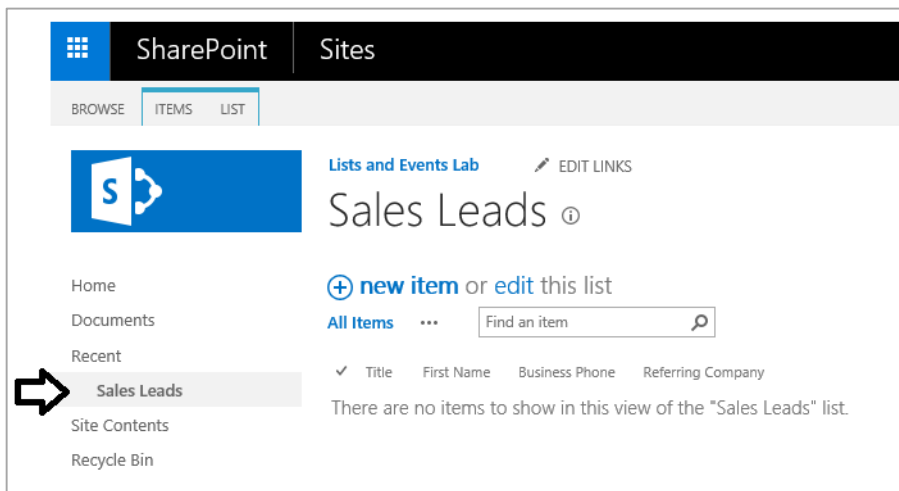 SharePoint Sites
BROWSE ITEMS LIST
S
Lists and Events Lab EDIT LINKS
Sales Leads
new item or edit this list
All Items ... Find an item
Title First Name Business Phone Referring Company
There are no items to show in this view of the "Sales Leads" list.
Home
Documents
Recent
Sales Leads
Site Contents
Recycle Bin